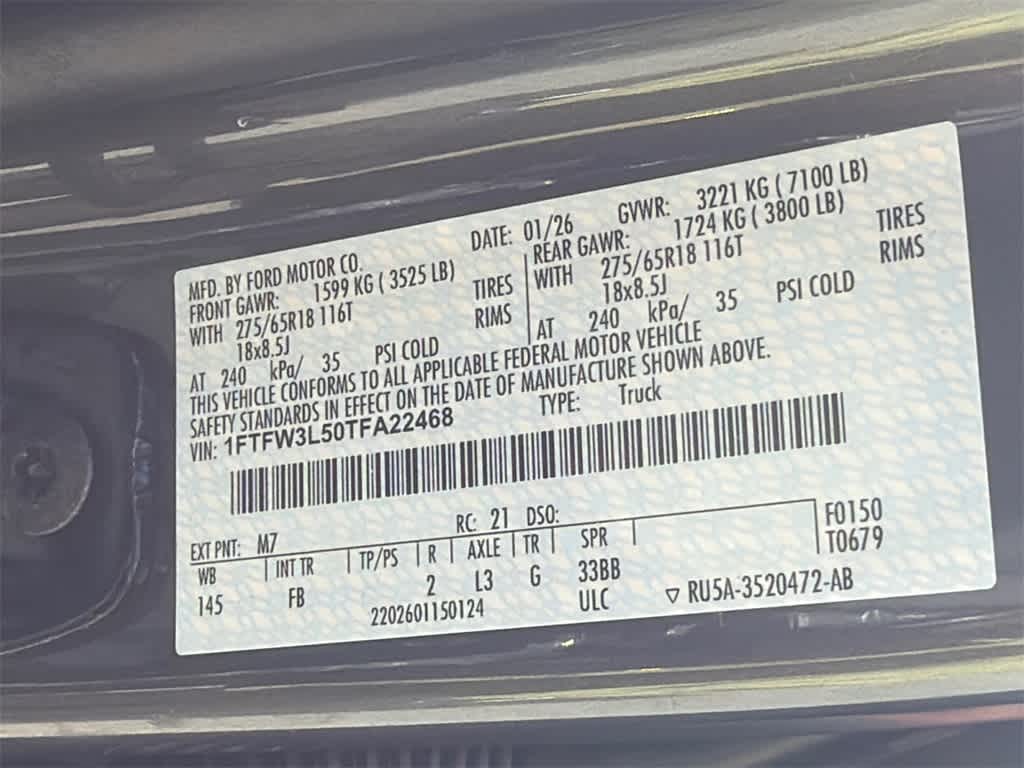 MFD. BY FORD MOTOR CO.
DATE: 01/26 GVWR: 3221 KG ( 7100 LB)
FRONT GAWR: 1599 KG ( 3525 LB)
WITH 275/65R18 116T TIRES
18x8.5J RIMS
AT 240 kPa/ 35 PSI COLD
REAR GAWR: 1724 KG ( 3800 LB)
WITH 275/65R18 116T TIRES
18x8.5J RIMS
AT 240 kPa/ 35 PSI COLD
THIS VEHICLE CONFORMS TO ALL APPLICABLE FEDERAL MOTOR VEHICLE
SAFETY STANDARDS IN EFFECT ON THE DATE OF MANUFACTURE SHOWN ABOVE.
VIN: 1FTFW3L50TFA22468 TYPE: Truck
EXT PNT: M7 RC: 21 DSO: F0150
WB INT TR TP/PS R AXLE TR SPR T0679
145 FB 2 L3 G 33BB
2202601150124 ULC ▽ RU5A-3520472-AB